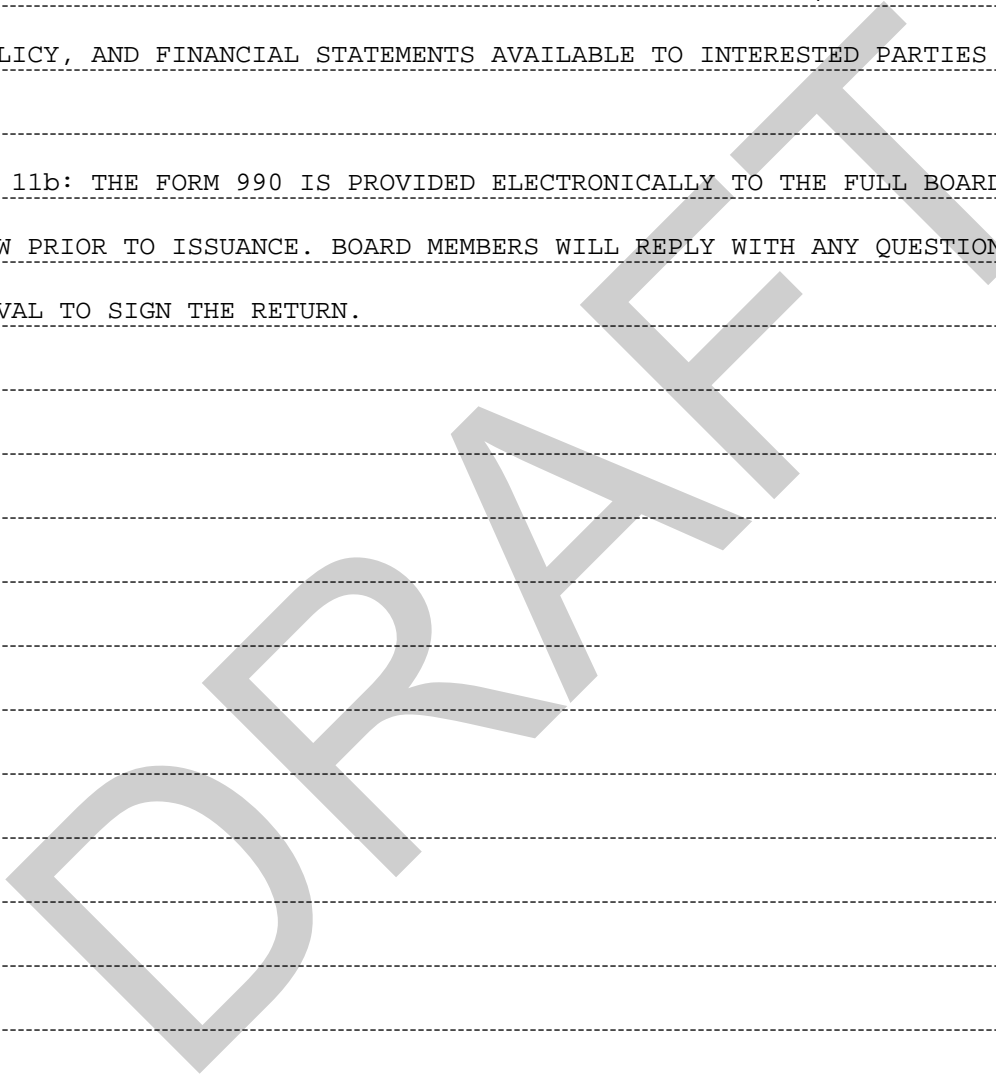 LICY, AND FINANCIAL STATEMENTS AVAILABLE TO INTERESTED PARTIES
11b: THE FORM 990 IS PROVIDED ELECTRONICALLY TO THE FULL BOARD
W PRIOR TO ISSUANCE. BOARD MEMBERS WILL REPLY WITH ANY QUESTION
VAL TO SIGN THE RETURN.
DRAFT